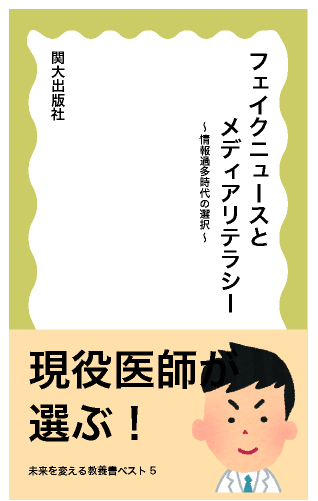 フェイクニュースと
メディアリテラシー
～情報過多時代の選択～
関大出版社
現役医師が
選ぶ！
未来を変える教養書ベスト5